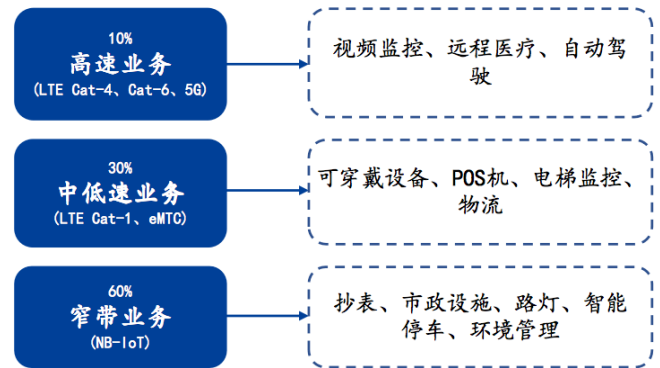 10%
高速业务
(LTE Cat-4、Cat-6、5G)
视频监控、远程医疗、自动驾
驶
30%
中低速业务
(LTE Cat-1、eMTC)
可穿戴设备、POS机、电梯监控、
物流
60%
窄带业务
(NB-IoT)
抄表、市政设施、路灯、智能
停车、环境管理